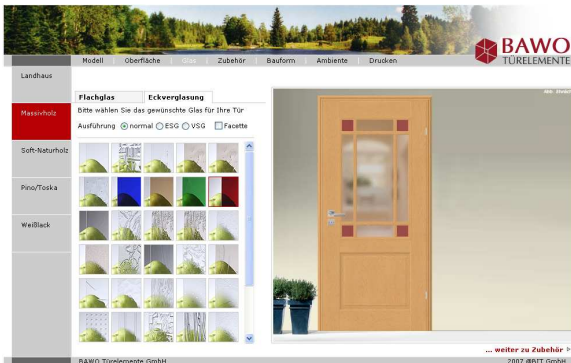 BAWO
TÜRELEMENTE
Modell | Oberfläche | Glas | Zubehör | Bauform | Ambiente | Drucken
Landhaus
Massivholz
Soft-Naturholz
Pino/Toska
Weißlack
Flachglas Eckverglasung
Bitte wählen Sie das gewünschte Glas für Ihre Tür
Ausführung normal ESG VSG Facette
... weiter zu Zubehör
BAWO Türelemente GmbH
2007 @BIT GmbH